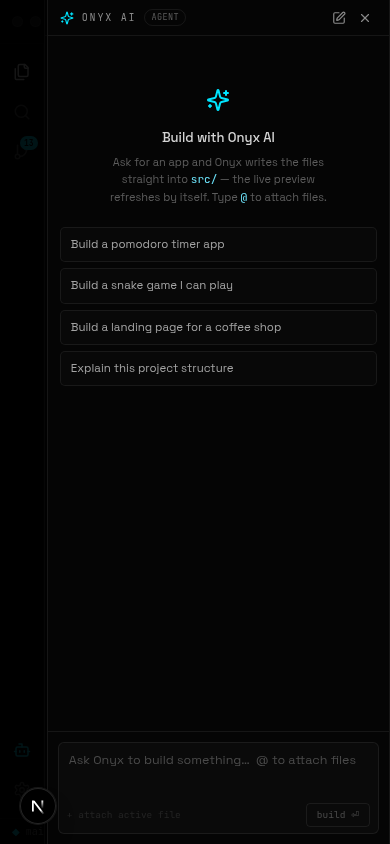 ONYX AI AGENT
Build with Onyx AI
Ask for an app and Onyx writes the files
straight into src/ — the live preview
refreshes by itself. Type @ to attach files.
Build a pomodoro timer app
Build a snake game I can play
Build a landing page for a coffee shop
Explain this project structure
Ask Onyx to build something… @ to attach files
+ attach active file
build ⏎
N